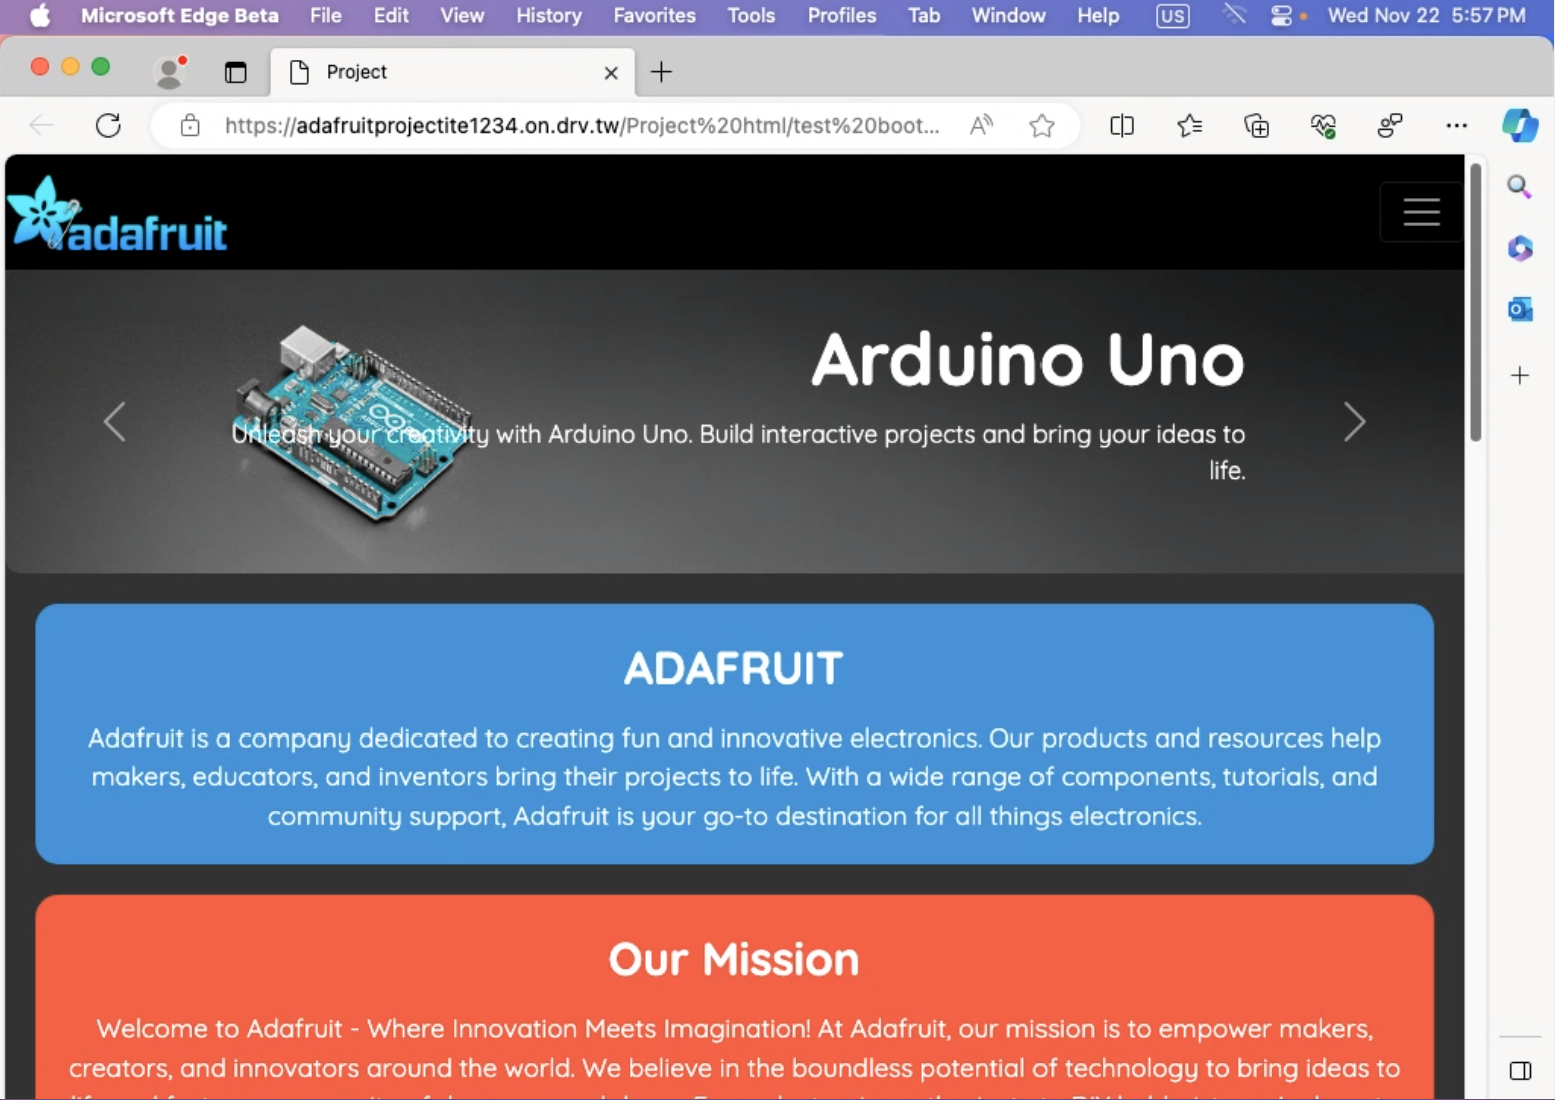 Microsoft Edge Beta File Edit View History Favorites Tools Profiles Tab Window Help US Wed Nov 22 5:57 PM
Project
https://adafruitprojectite1234.on.drv.tw/Project%20html/test%20boot...
adafruit
Arduino Uno
Unleash your creativity with Arduino Uno. Build interactive projects and bring your ideas to
life.
ADAFRUIT
Adafruit is a company dedicated to creating fun and innovative electronics. Our products and resources help
makers, educators, and inventors bring their projects to life. With a wide range of components, tutorials, and
community support, Adafruit is your go-to destination for all things electronics.
Our Mission
Welcome to Adafruit - Where Innovation Meets Imagination! At Adafruit, our mission is to empower makers,
creators, and innovators around the world. We believe in the boundless potential of technology to bring ideas to